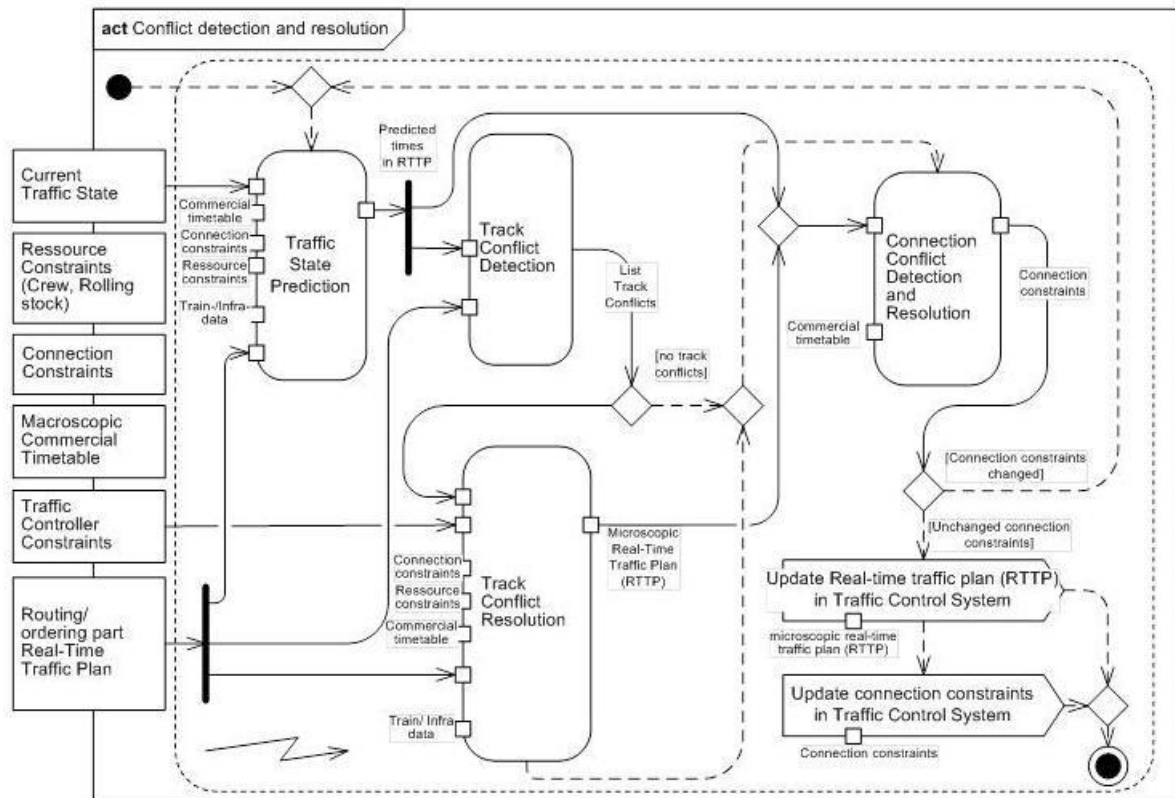 act Conflict detection and resolution
Current
Traffic State
Ressource
Constraints
(Crew, Rolling
stock)
Connection
Constraints
Macroscopic
Commercial
Timetable
Traffic
Controller
Constraints
Routing/
ordering part
Real-Time
Traffic Plan
Commercial
timetable
Connection
constraints
Ressource
constraints
Train-/Infra-
data
Traffic
State
Prediction
Predicted
times
in RTTP
Track
Conflict
Detection
List
Track
Conflicts
[no track
conflicts]
Connection
constraints
Ressource
constraints
Commercial
timetable
Train/ Infra
data
Track
Conflict
Resolution
Microscopic
Real-Time
Traffic Plan
(RTTP)
Commercial
timetable
Connection
Conflict
Detection
and
Resolution
Connection
constraints
[Connection constraints
changed]
[Unchanged connection
constraints]
Update Real-time traffic plan (RTTP)
in Traffic Control System
microscopic real-time
traffic plan (RTTP)
Update connection constraints
in Traffic Control System
Connection constraints